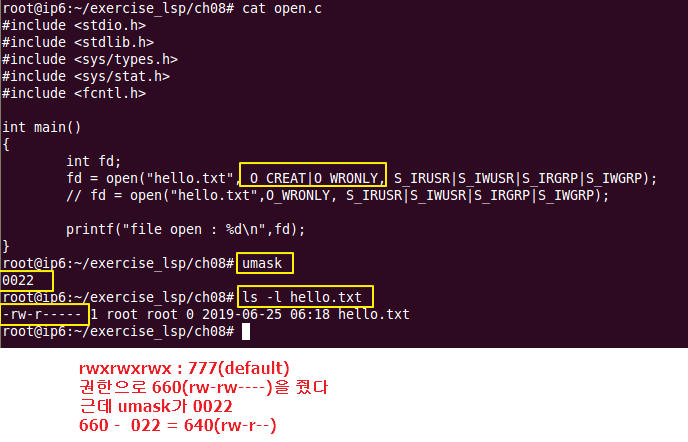 root@ip6:~/exercise_lsp/ch08# cat open.c
#include <stdio.h>
#include <stdlib.h>
#include <sys/types.h>
#include <sys/stat.h>
#include <fcntl.h>
int main()
{
int fd;
fd = open("hello.txt", O_CREAT|O_WRONLY, S_IRUSR|S_IWUSR|S_IRGRP|S_IWGRP);
// fd = open("hello.txt",O_WRONLY, S_IRUSR|S_IWUSR|S_IRGRP|S_IWGRP);
printf("file open : %d\n",fd);
}
root@ip6:~/exercise_lsp/ch08# umask
0022
root@ip6:~/exercise_lsp/ch08# ls -l hello.txt
-rw-r----- 1 root root 0 2019-06-25 06:18 hello.txt
root@ip6:~/exercise_lsp/ch08#
rwxrwxrwx : 777(default)
권한으로 660(rw-rw----)을 줬다
근데 umask가 0022
660 - 022 = 640(rw-r--)